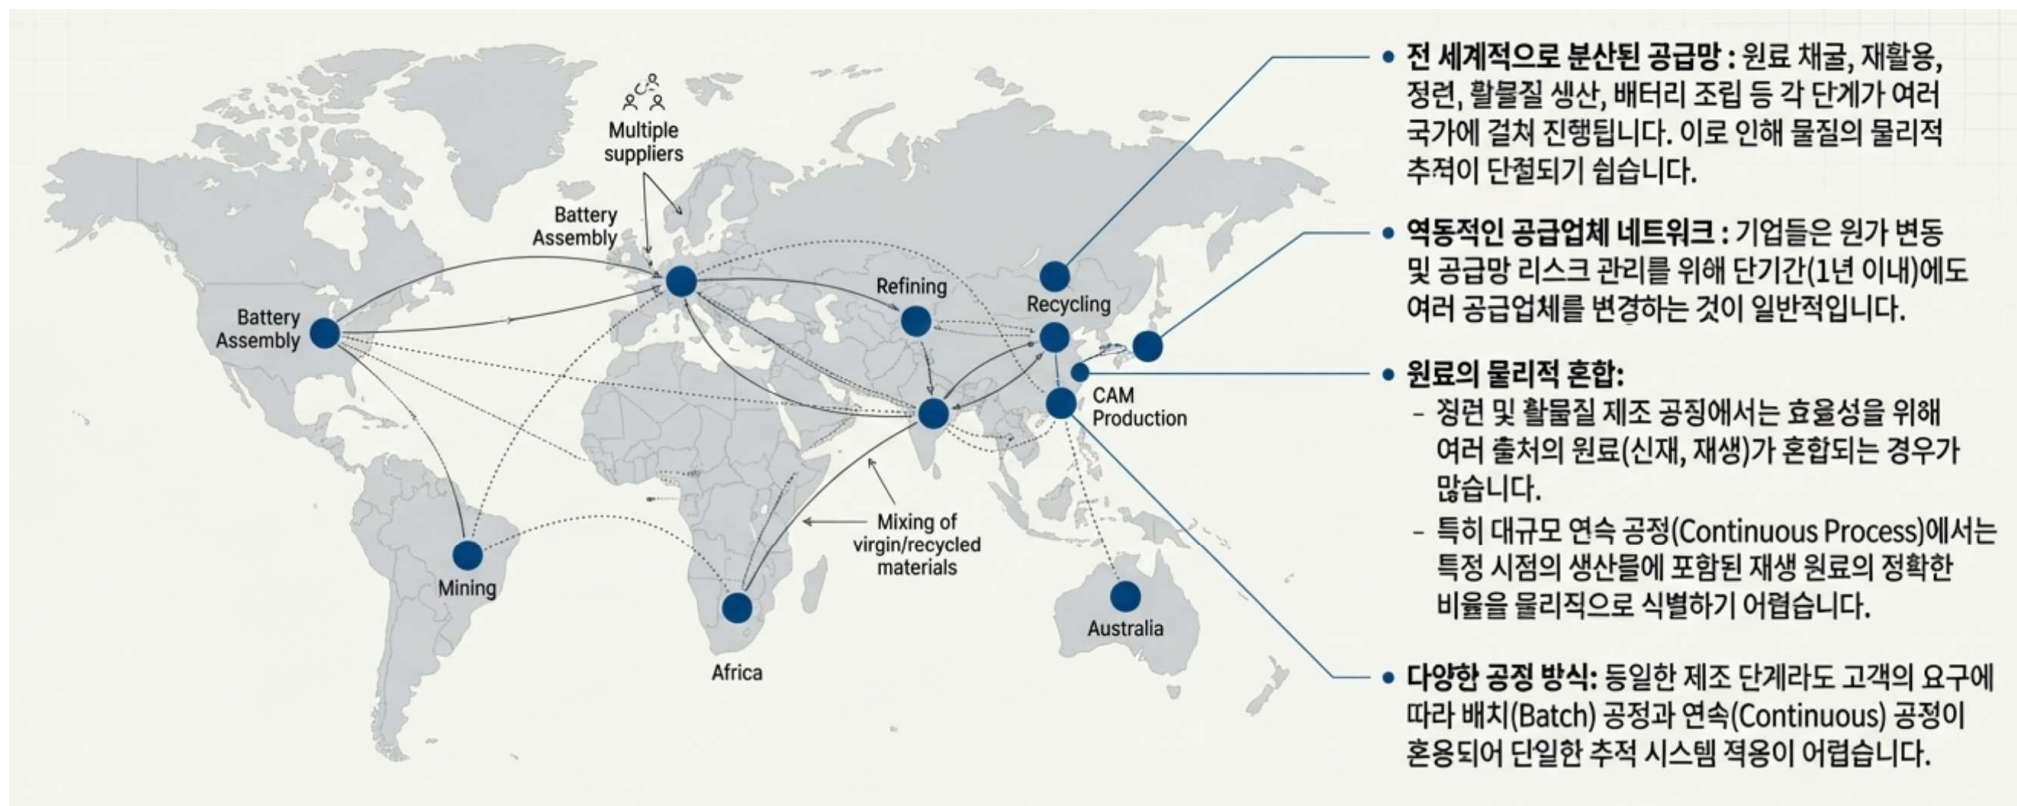 Multiple
suppliers
Battery
Assembly
Battery
Assembly
Refining
Recycling
CAM
Production
Mixing of
virgin/recycled
materials
Mining
Africa
Australia
• 전 세계적으로 분산된 공급망 : 원료 채굴, 재활용,
정련, 활물질 생산, 배터리 조립 등 각 단계가 여러
국가에 걸쳐 진행됩니다. 이로 인해 물질의 물리적
추적이 단절되기 쉽습니다.
• 역동적인 공급업체 네트워크 : 기업들은 원가 변동
및 공급망 리스크 관리를 위해 단기간(1년 이내)에도
여러 공급업체를 변경하는 것이 일반적입니다.
• 원료의 물리적 혼합:
- 정련 및 활물질 제조 공정에서는 효율성을 위해
여러 출처의 원료(신재, 재생)가 혼합되는 경우가
많습니다.
- 특히 대규모 연속 공정(Continuous Process)에서는
특정 시점의 생산물에 포함된 재생 원료의 정확한
비율을 물리적으로 식별하기 어렵습니다.
• 다양한 공정 방식: 등일한 제조 단계라도 고객의 요구에
따라 배치(Batch) 공정과 연속(Continuous) 공정이
혼용되어 단일한 추적 시스템 적용이 어렵습니다.